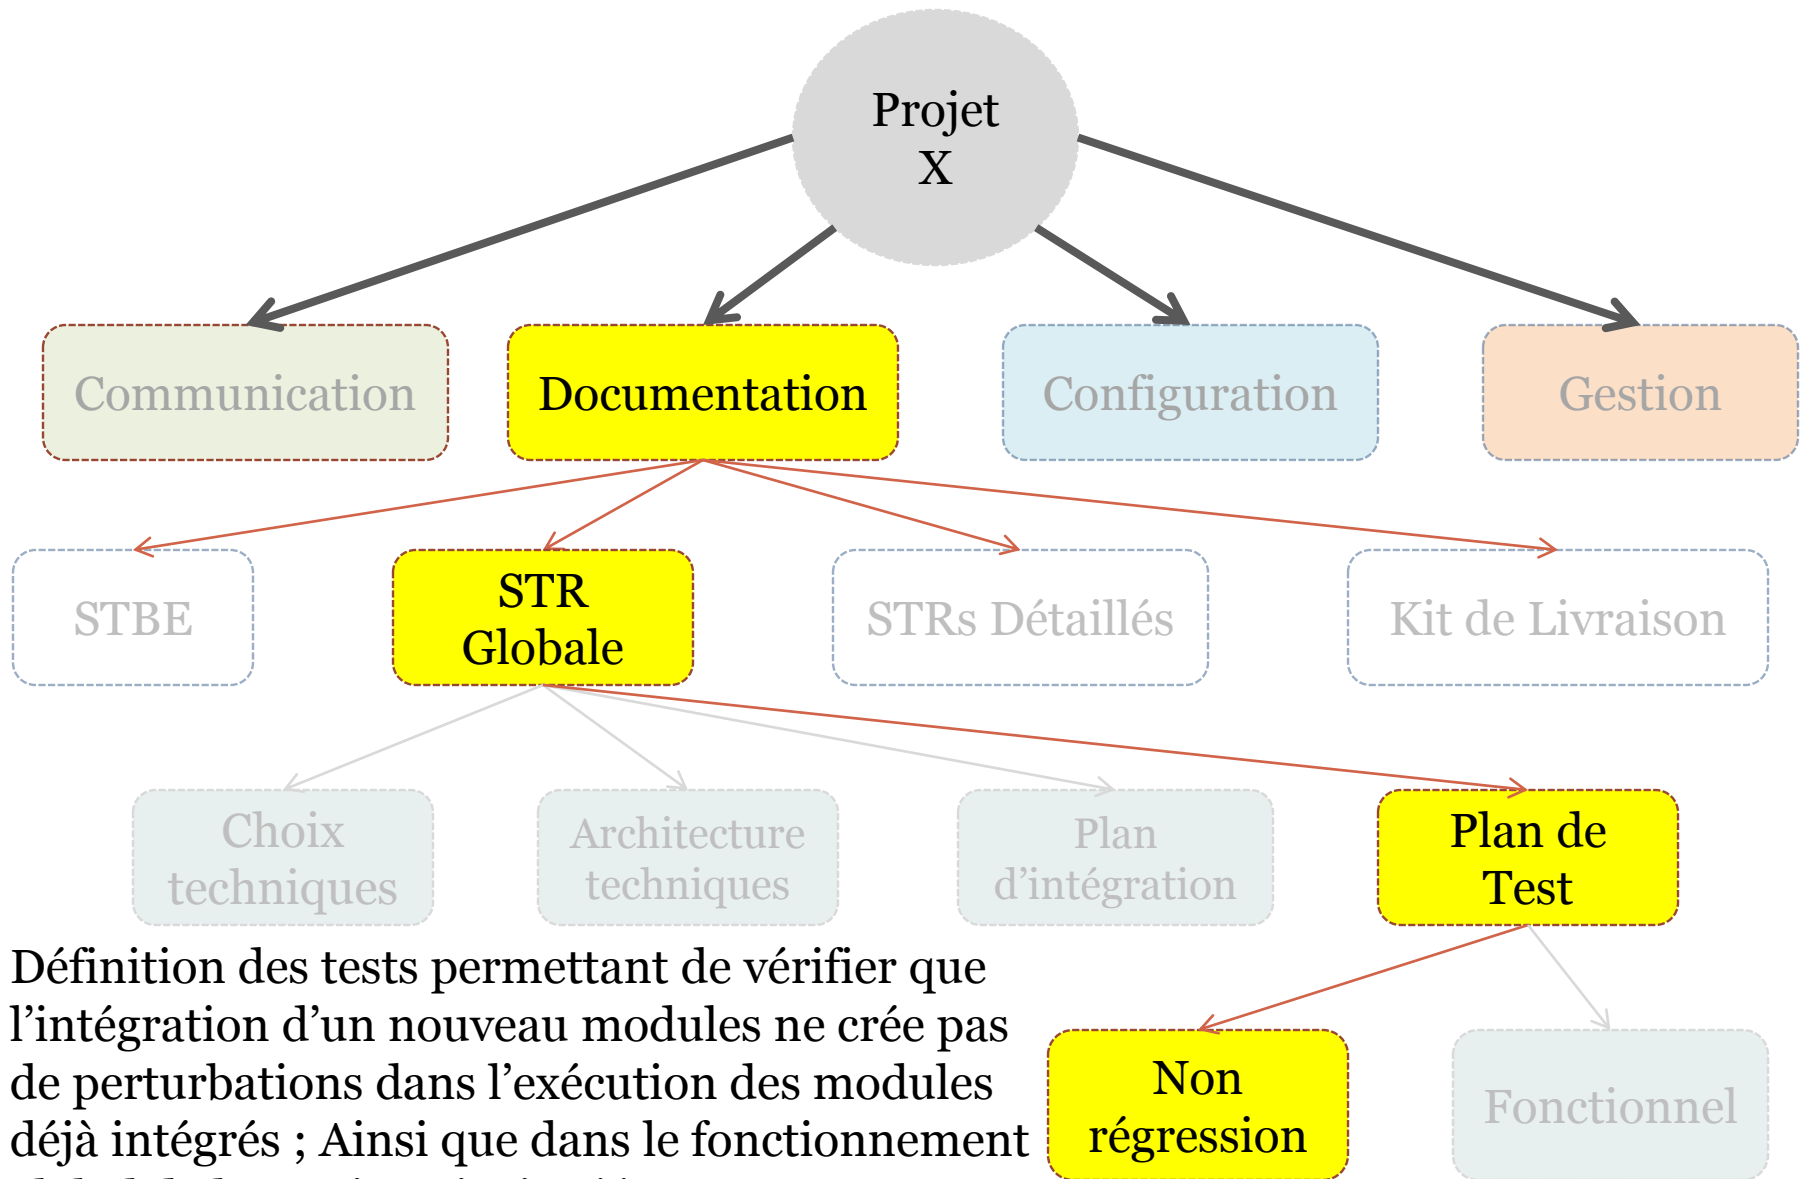 Projet
X
Communication
Documentation
Configuration
Gestion
STBE
STR
Globale
STRs Détaillés
Kit de Livraison
Choix
techniques
Architecture
techniques
Plan
d’intégration
Plan de
Test
Définition des tests permettant de vérifier que
l’intégration d’un nouveau modules ne crée pas
de perturbations dans l’exécution des modules
déjà intégrés ; Ainsi que dans le fonctionnement
Non
régression
Fonctionnel